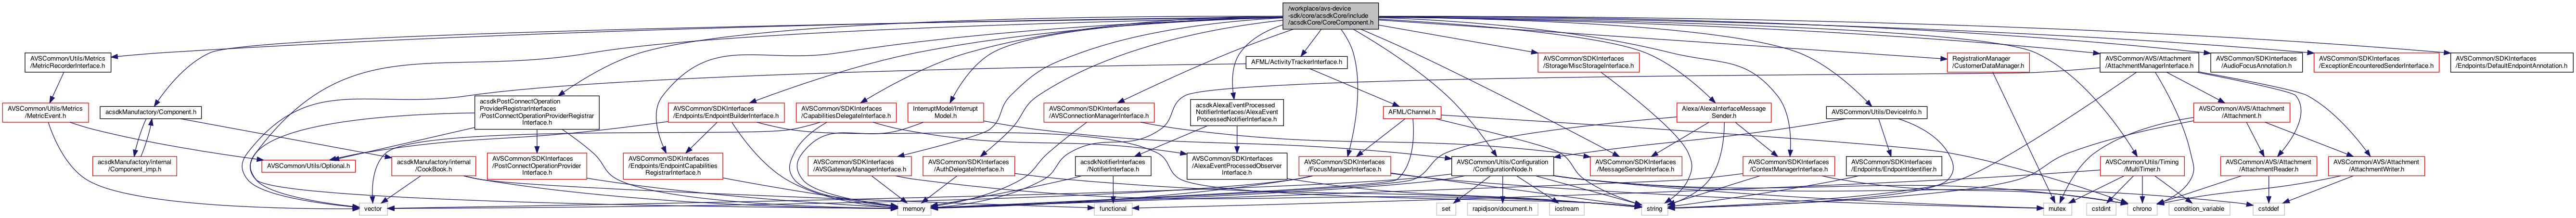 /workplace/avs-device
-sdk/core/acsdkCore/include
/acsdkCore/CoreComponent.h
AVSCommon/Utils/Metrics
/MetricRecorderInterface.h
AFML/ActivityTrackerInterface.h
AVSCommon/SDKInterfaces
/Storage/MiscStorageInterface.h
RegistrationManager
/CustomerDataManager.h
AVSCommon/AVS/Attachment
/AttachmentManagerInterface.h
AVSCommon/SDKInterfaces
/AudioFocusAnnotation.h
AVSCommon/SDKInterfaces
/ExceptionEncounteredSenderInterface.h
AVSCommon/SDKInterfaces
/Endpoints/DefaultEndpointAnnotation.h
AVSCommon/Utils/Metrics
/MetricEvent.h
acsdkManufactory/Component.h
acsdkPostConnectOperation
ProviderRegistrarInterfaces
/PostConnectOperationProviderRegistrar
Interface.h
AVSCommon/SDKInterfaces
/Endpoints/EndpointBuilderInterface.h
AVSCommon/SDKInterfaces
/CapabilitiesDelegateInterface.h
InterruptModel/Interrupt
Model.h
AVSCommon/SDKInterfaces
/AVSConnectionManagerInterface.h
acsdkAlexaEventProcessed
NotifierInterfaces/AlexaEvent
ProcessedNotifierInterface.h
AFML/Channel.h
Alexa/AlexaInterfaceMessage
Sender.h
AVSCommon/Utils/DeviceInfo.h
AVSCommon/AVS/Attachment
/Attachment.h
acsdkManufactory/internal
/Component_imp.h
acsdkManufactory/internal
/CookBook.h
AVSCommon/Utils/Optional.h
AVSCommon/SDKInterfaces
/PostConnectOperationProvider
Interface.h
AVSCommon/SDKInterfaces
/Endpoints/EndpointCapabilities
RegistrarInterface.h
AVSCommon/SDKInterfaces
/AVSGatewayManagerInterface.h
AVSCommon/SDKInterfaces
/AuthDelegateInterface.h
acsdkNotifierInterfaces
/NotifierInterface.h
AVSCommon/SDKInterfaces
/AlexaEventProcessedObserver
Interface.h
AVSCommon/SDKInterfaces
/FocusManagerInterface.h
AVSCommon/Utils/Configuration
/ConfigurationNode.h
AVSCommon/SDKInterfaces
/MessageSenderInterface.h
AVSCommon/SDKInterfaces
/ContextManagerInterface.h
AVSCommon/SDKInterfaces
/Endpoints/EndpointIdentifier.h
AVSCommon/Utils/Timing
/MultiTimer.h
AVSCommon/AVS/Attachment
/AttachmentReader.h
AVSCommon/AVS/Attachment
/AttachmentWriter.h
vector
memory
functional
set
rapidjson/document.h
iostream
string
mutex
cstdint
chrono
condition_variable
cstddef